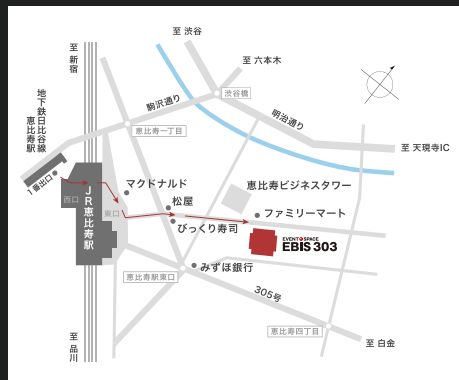 至 渋谷
至 新宿
至 六本木
渋谷橋
駒沢通り
明治通り
地下鉄日比谷線
恵比寿駅
恵比寿一丁目
至 天現寺IC
1番出口
西口
JR恵比寿駅
東口
マクドナルド
松屋
びっくり寿司
恵比寿ビジネスタワー
ファミリーマート
EVENT SPACE
EBIS 303
みずほ銀行
恵比寿駅東口
305号
恵比寿四丁目
至 品川
至 白金